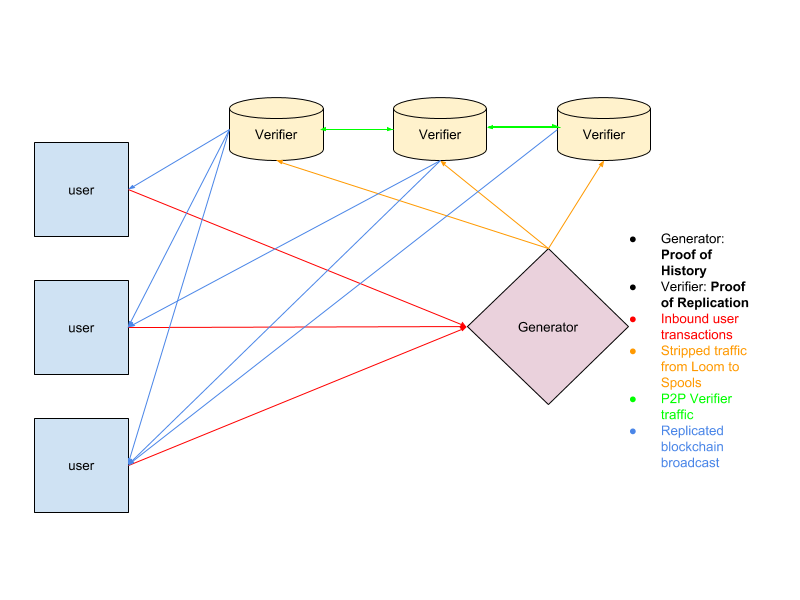 Verifier
Verifier
Verifier
user
user
user
Generator
● Generator:
Proof of
History
● Verifier: Proof
of Replication
● Inbound user
transactions
● Stripped traffic
from Loom to
Spools
● P2P Verifier
traffic
● Replicated
blockchain
broadcast